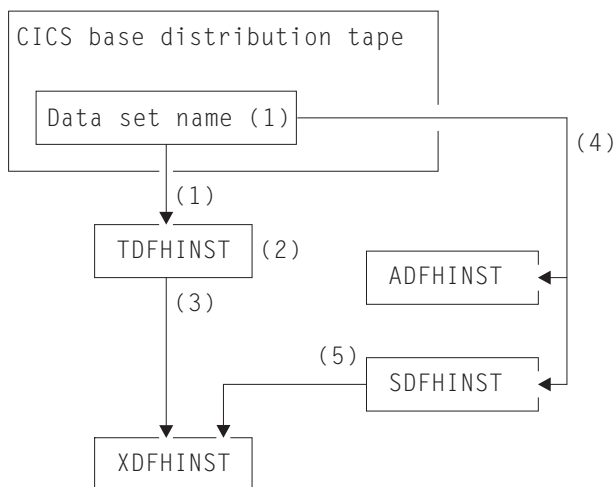 CICS base distribution tape
Data set name (1)
(4)
(1)
TDFHINST (2)
ADFHINST
(3)
(5)
SDFHINST
XDFHINST